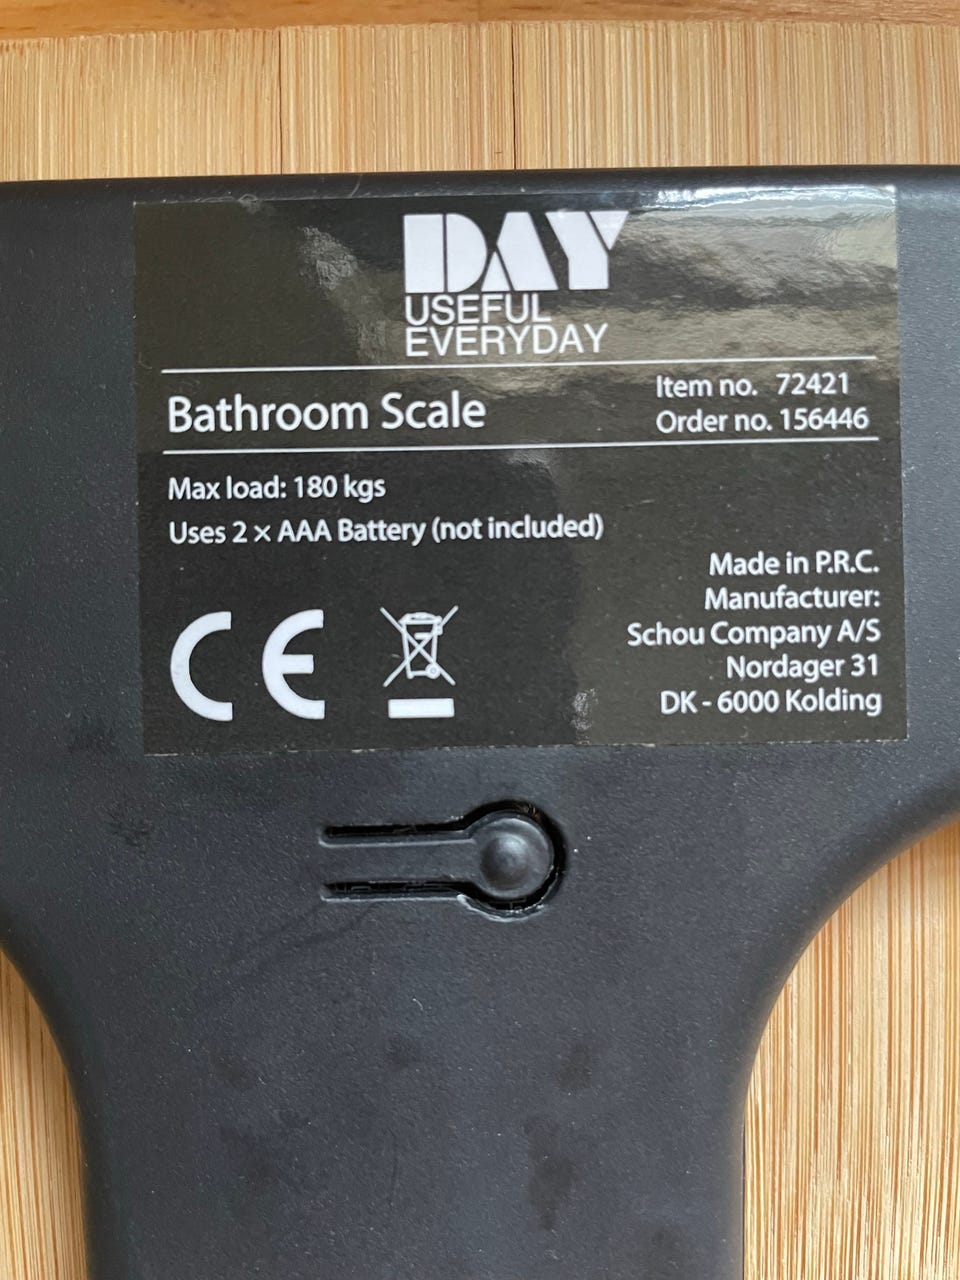 DAY
USEFUL
EVERYDAY
Bathroom Scale
Item no. 72421
Order no. 156446
Max load: 180 kgs
Uses 2 × AAA Battery (not included)
Made in P.R.C.
Manufacturer:
Schou Company A/S
Nordager 31
DK - 6000 Kolding
CE